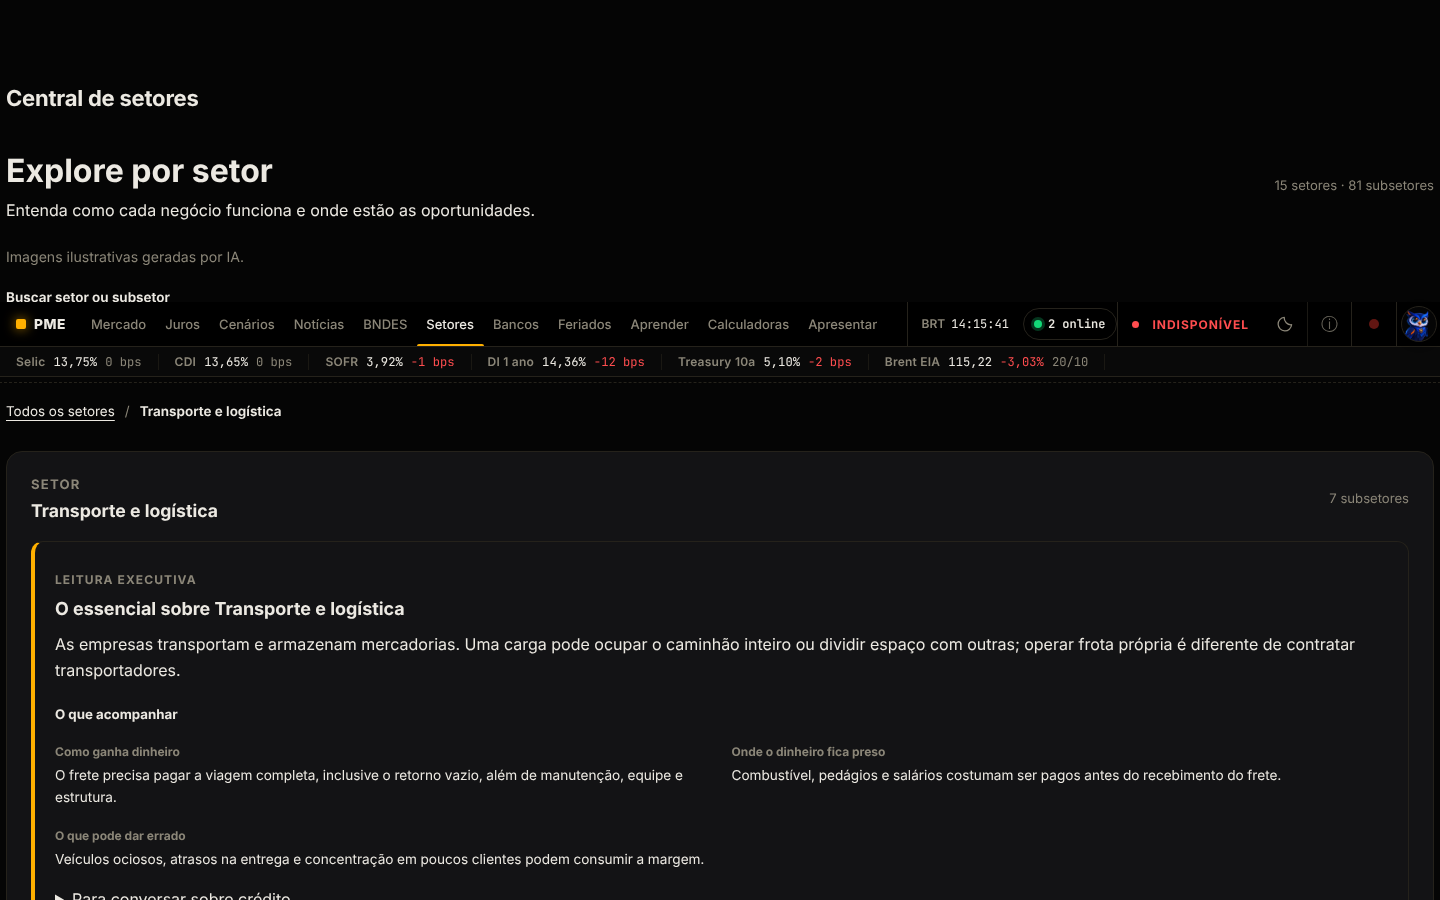 Central de setores
Explore por setor
15 setores · 81 subsetores
Entenda como cada negócio funciona e onde estão as oportunidades.
Imagens ilustrativas geradas por IA.
Buscar setor ou subsetor
PME Mercado Juros Cenários Notícias BNDES Setores Bancos Feriados Aprender Calculadoras Apresentar BRT 14:15:41 2 online INDISPONÍVEL
Selic 13,75% 0 bps CDI 13,65% 0 bps SOFR 3,92% -1 bps DI 1 ano 14,36% -12 bps Treasury 10a 5,10% -2 bps Brent EIA 115,22 -3,03% 20/10
Todos os setores / Transporte e logística
SETOR
Transporte e logística
7 subsetores
LEITURA EXECUTIVA
O essencial sobre Transporte e logística
As empresas transportam e armazenam mercadorias. Uma carga pode ocupar o caminhão inteiro ou dividir espaço com outras; operar frota própria é diferente de contratar
transportadores.
O que acompanhar
Como ganha dinheiro
O frete precisa pagar a viagem completa, inclusive o retorno vazio, além de manutenção, equipe e
estrutura.
Onde o dinheiro fica preso
Combustível, pedágios e salários costumam ser pagos antes do recebimento do frete.
O que pode dar errado
Veículos ociosos, atrasos na entrega e concentração em poucos clientes podem consumir a margem.
Para conversar sobre crédito